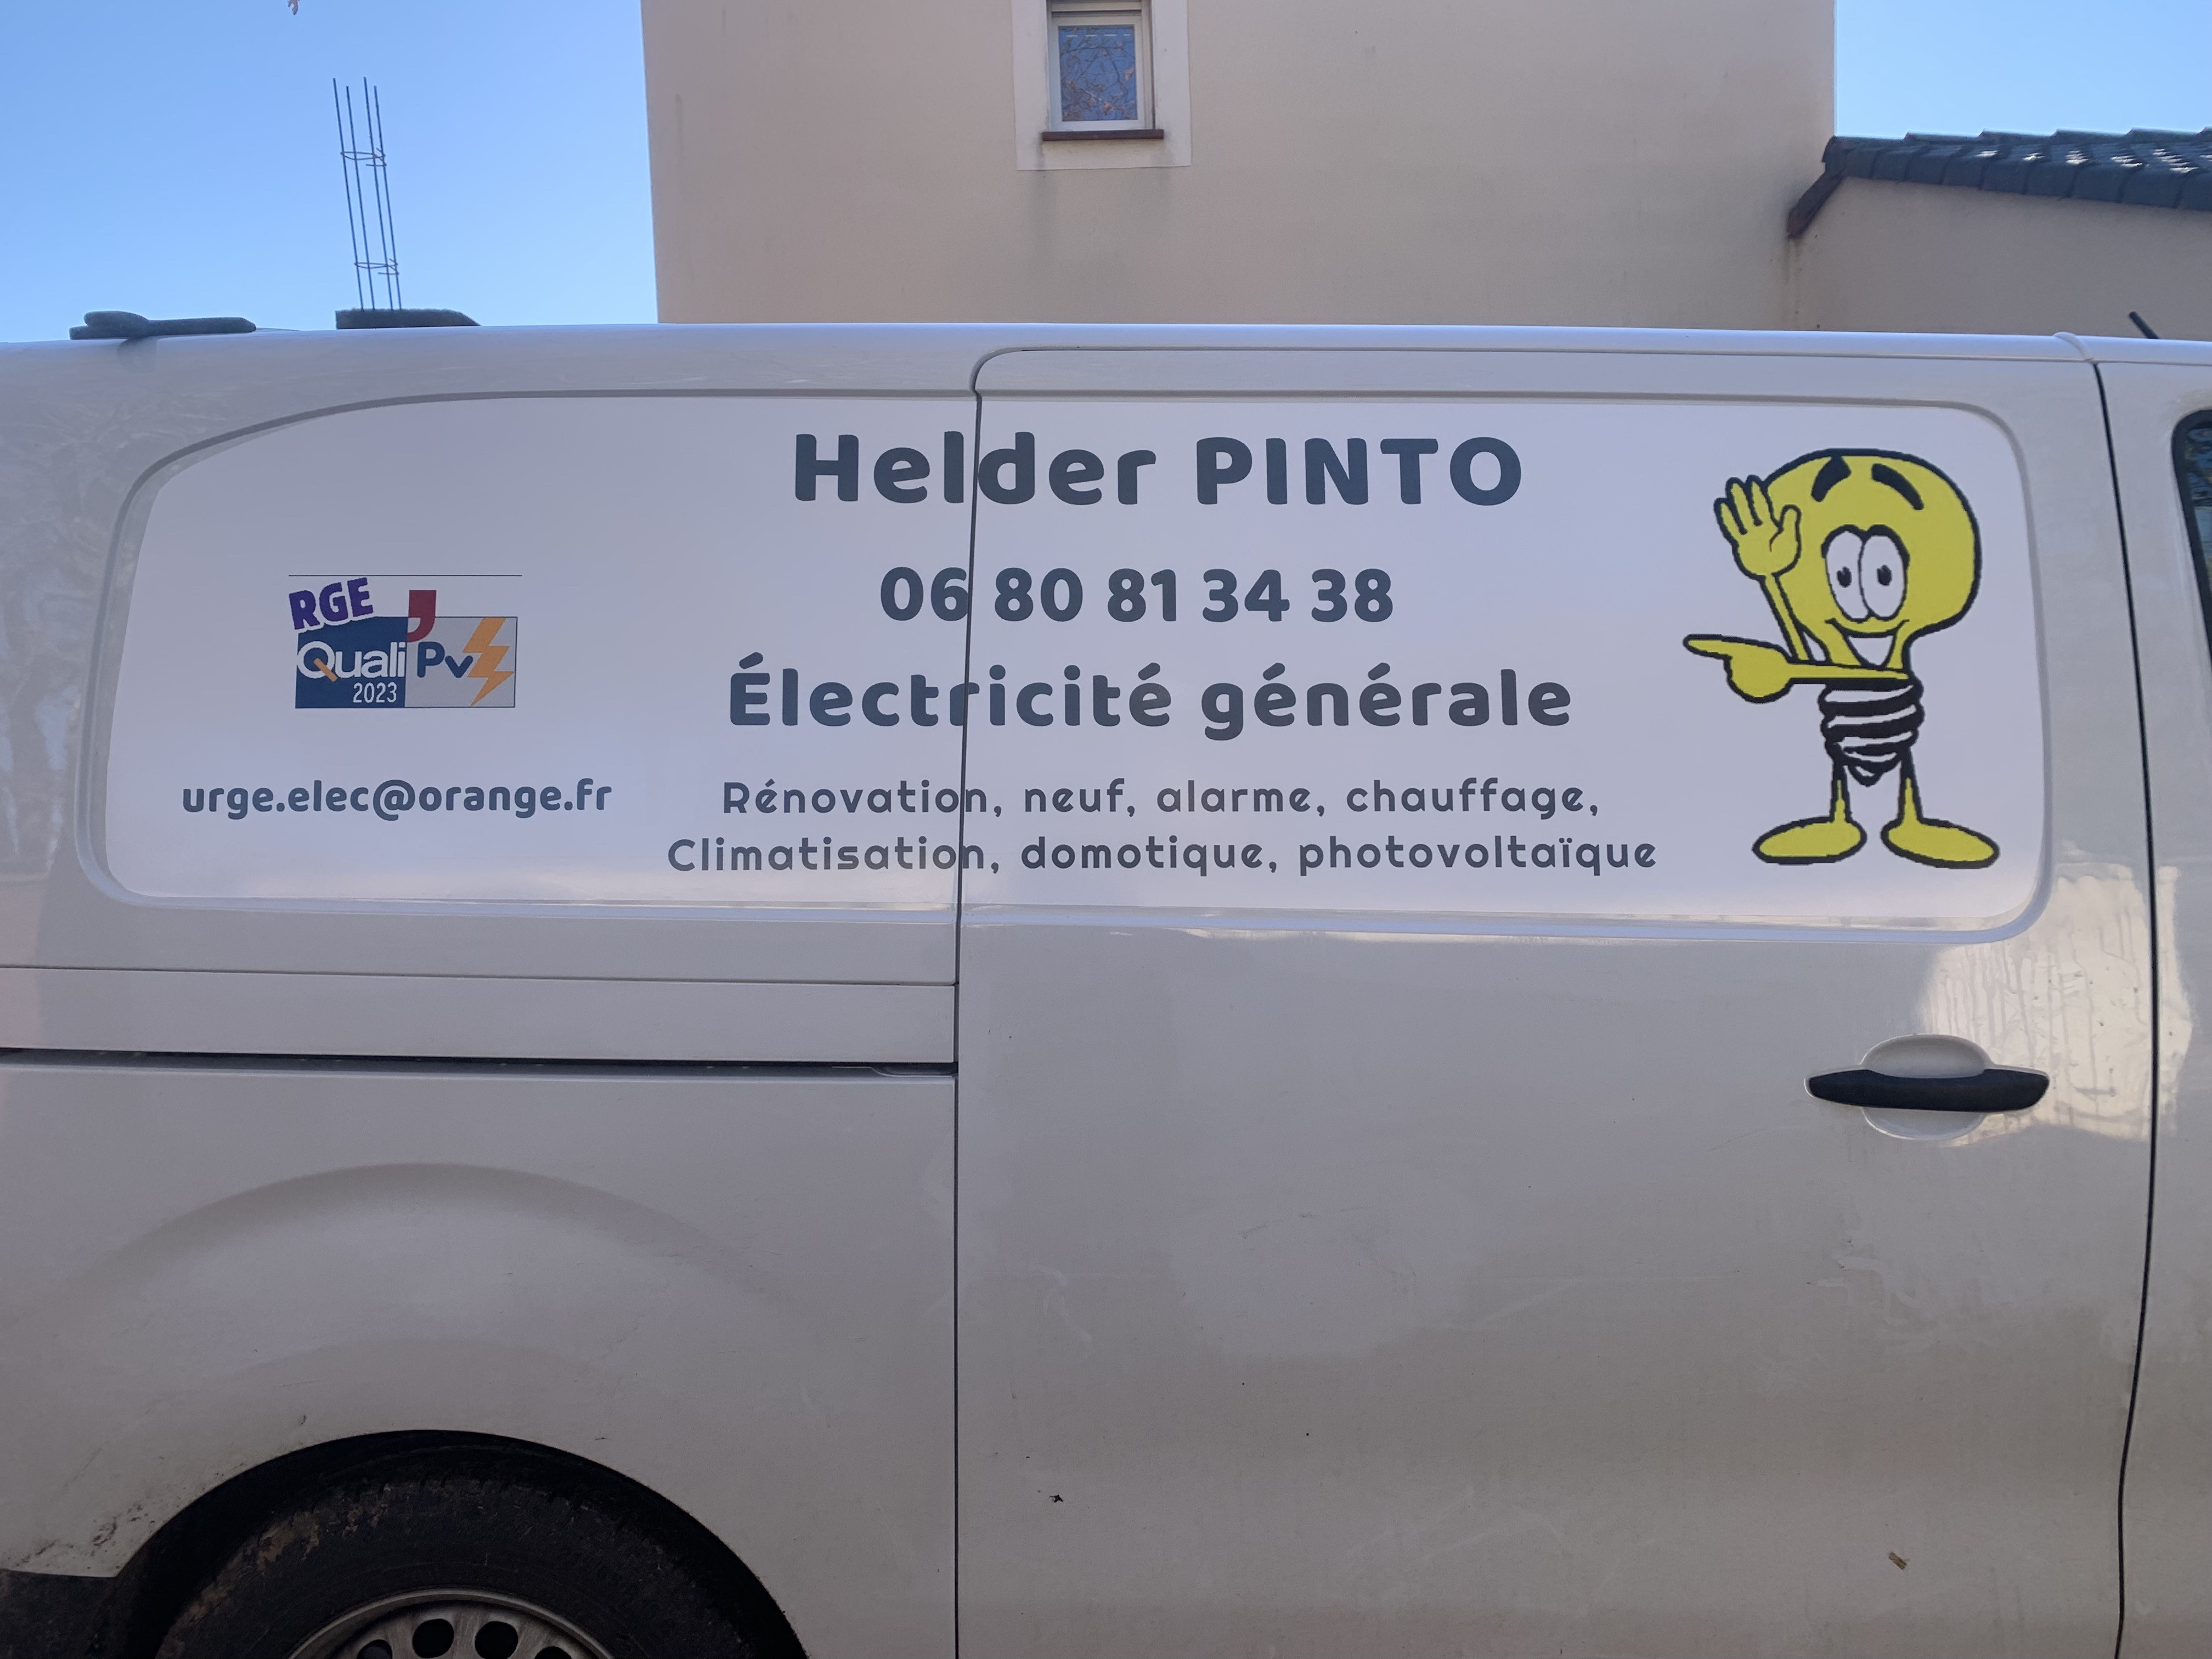 Helder PINTO
06 80 81 34 38
Électricité générale
Rénovation, neuf, alarme, chauffage,
Climatisation, domotique, photovoltaïque
RGE
Quali'Pv
2023
urge.elec@orange.fr